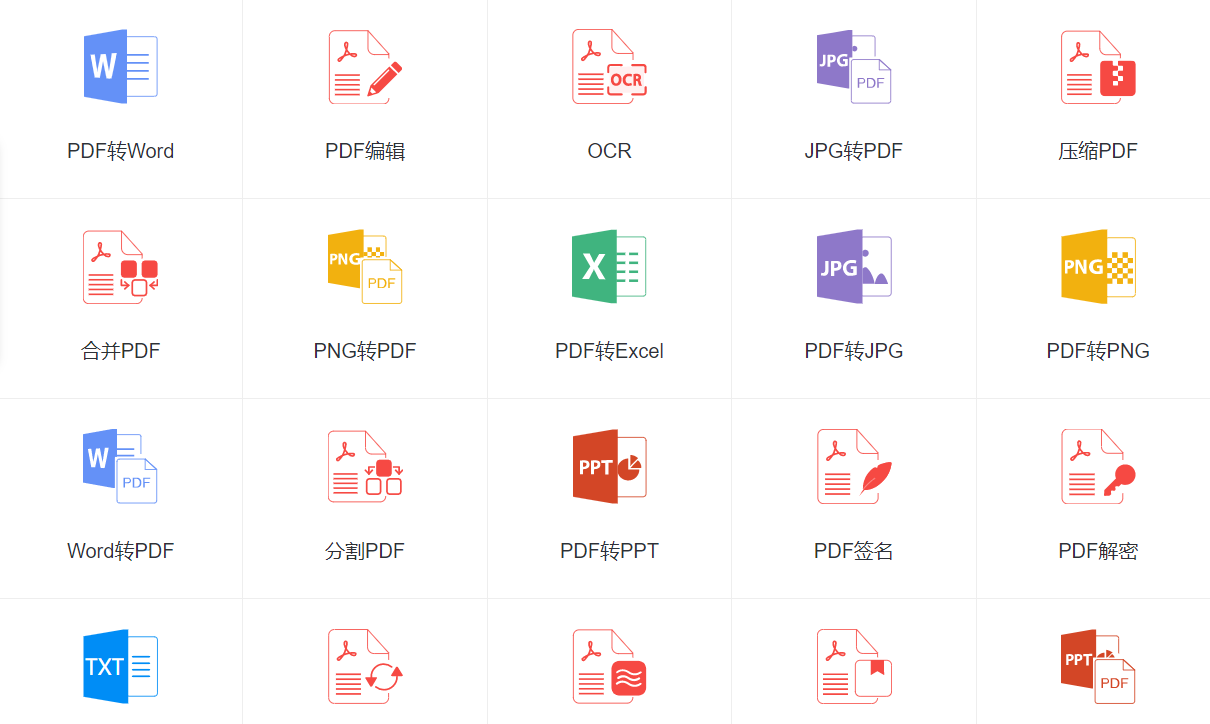 W
OCR
JPG
PDF
PDF转Word
PDF编辑
OCR
JPG转PDF
压缩PDF
PNG
PDF
X
JPG
PNG
合并PDF
PNG转PDF
PDF转Excel
PDF转JPG
PDF转PNG
W
PDF
PPT
Word转PDF
分割PDF
PDF转PPT
PDF签名
PDF解密
TXT
PPT
PDF